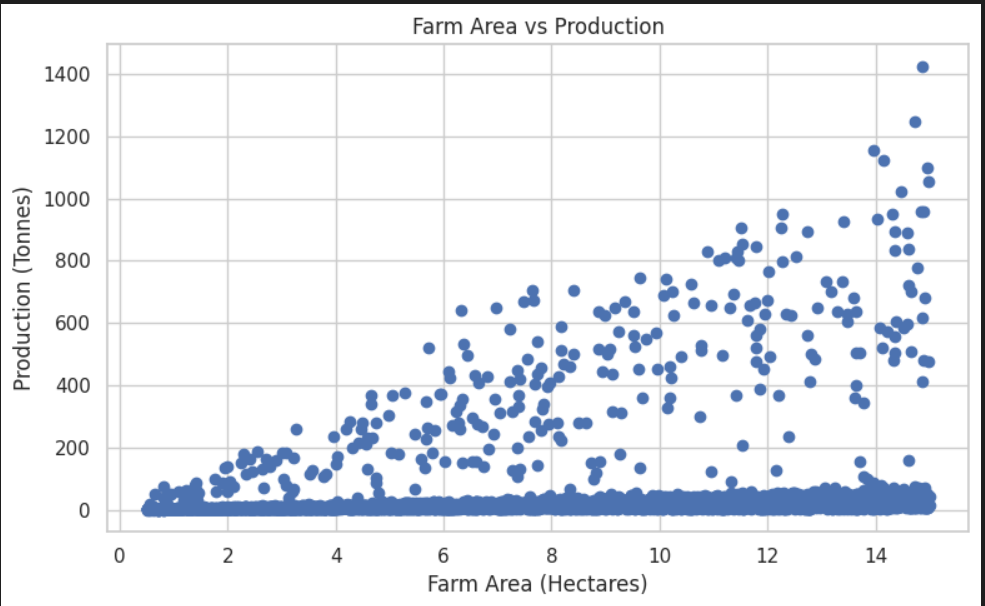 Farm Area vs Production
Production (Tonnes)
1400
1200
1000
800
600
400
200
0
0 2 4 6 8 10 12 14
Farm Area (Hectares)